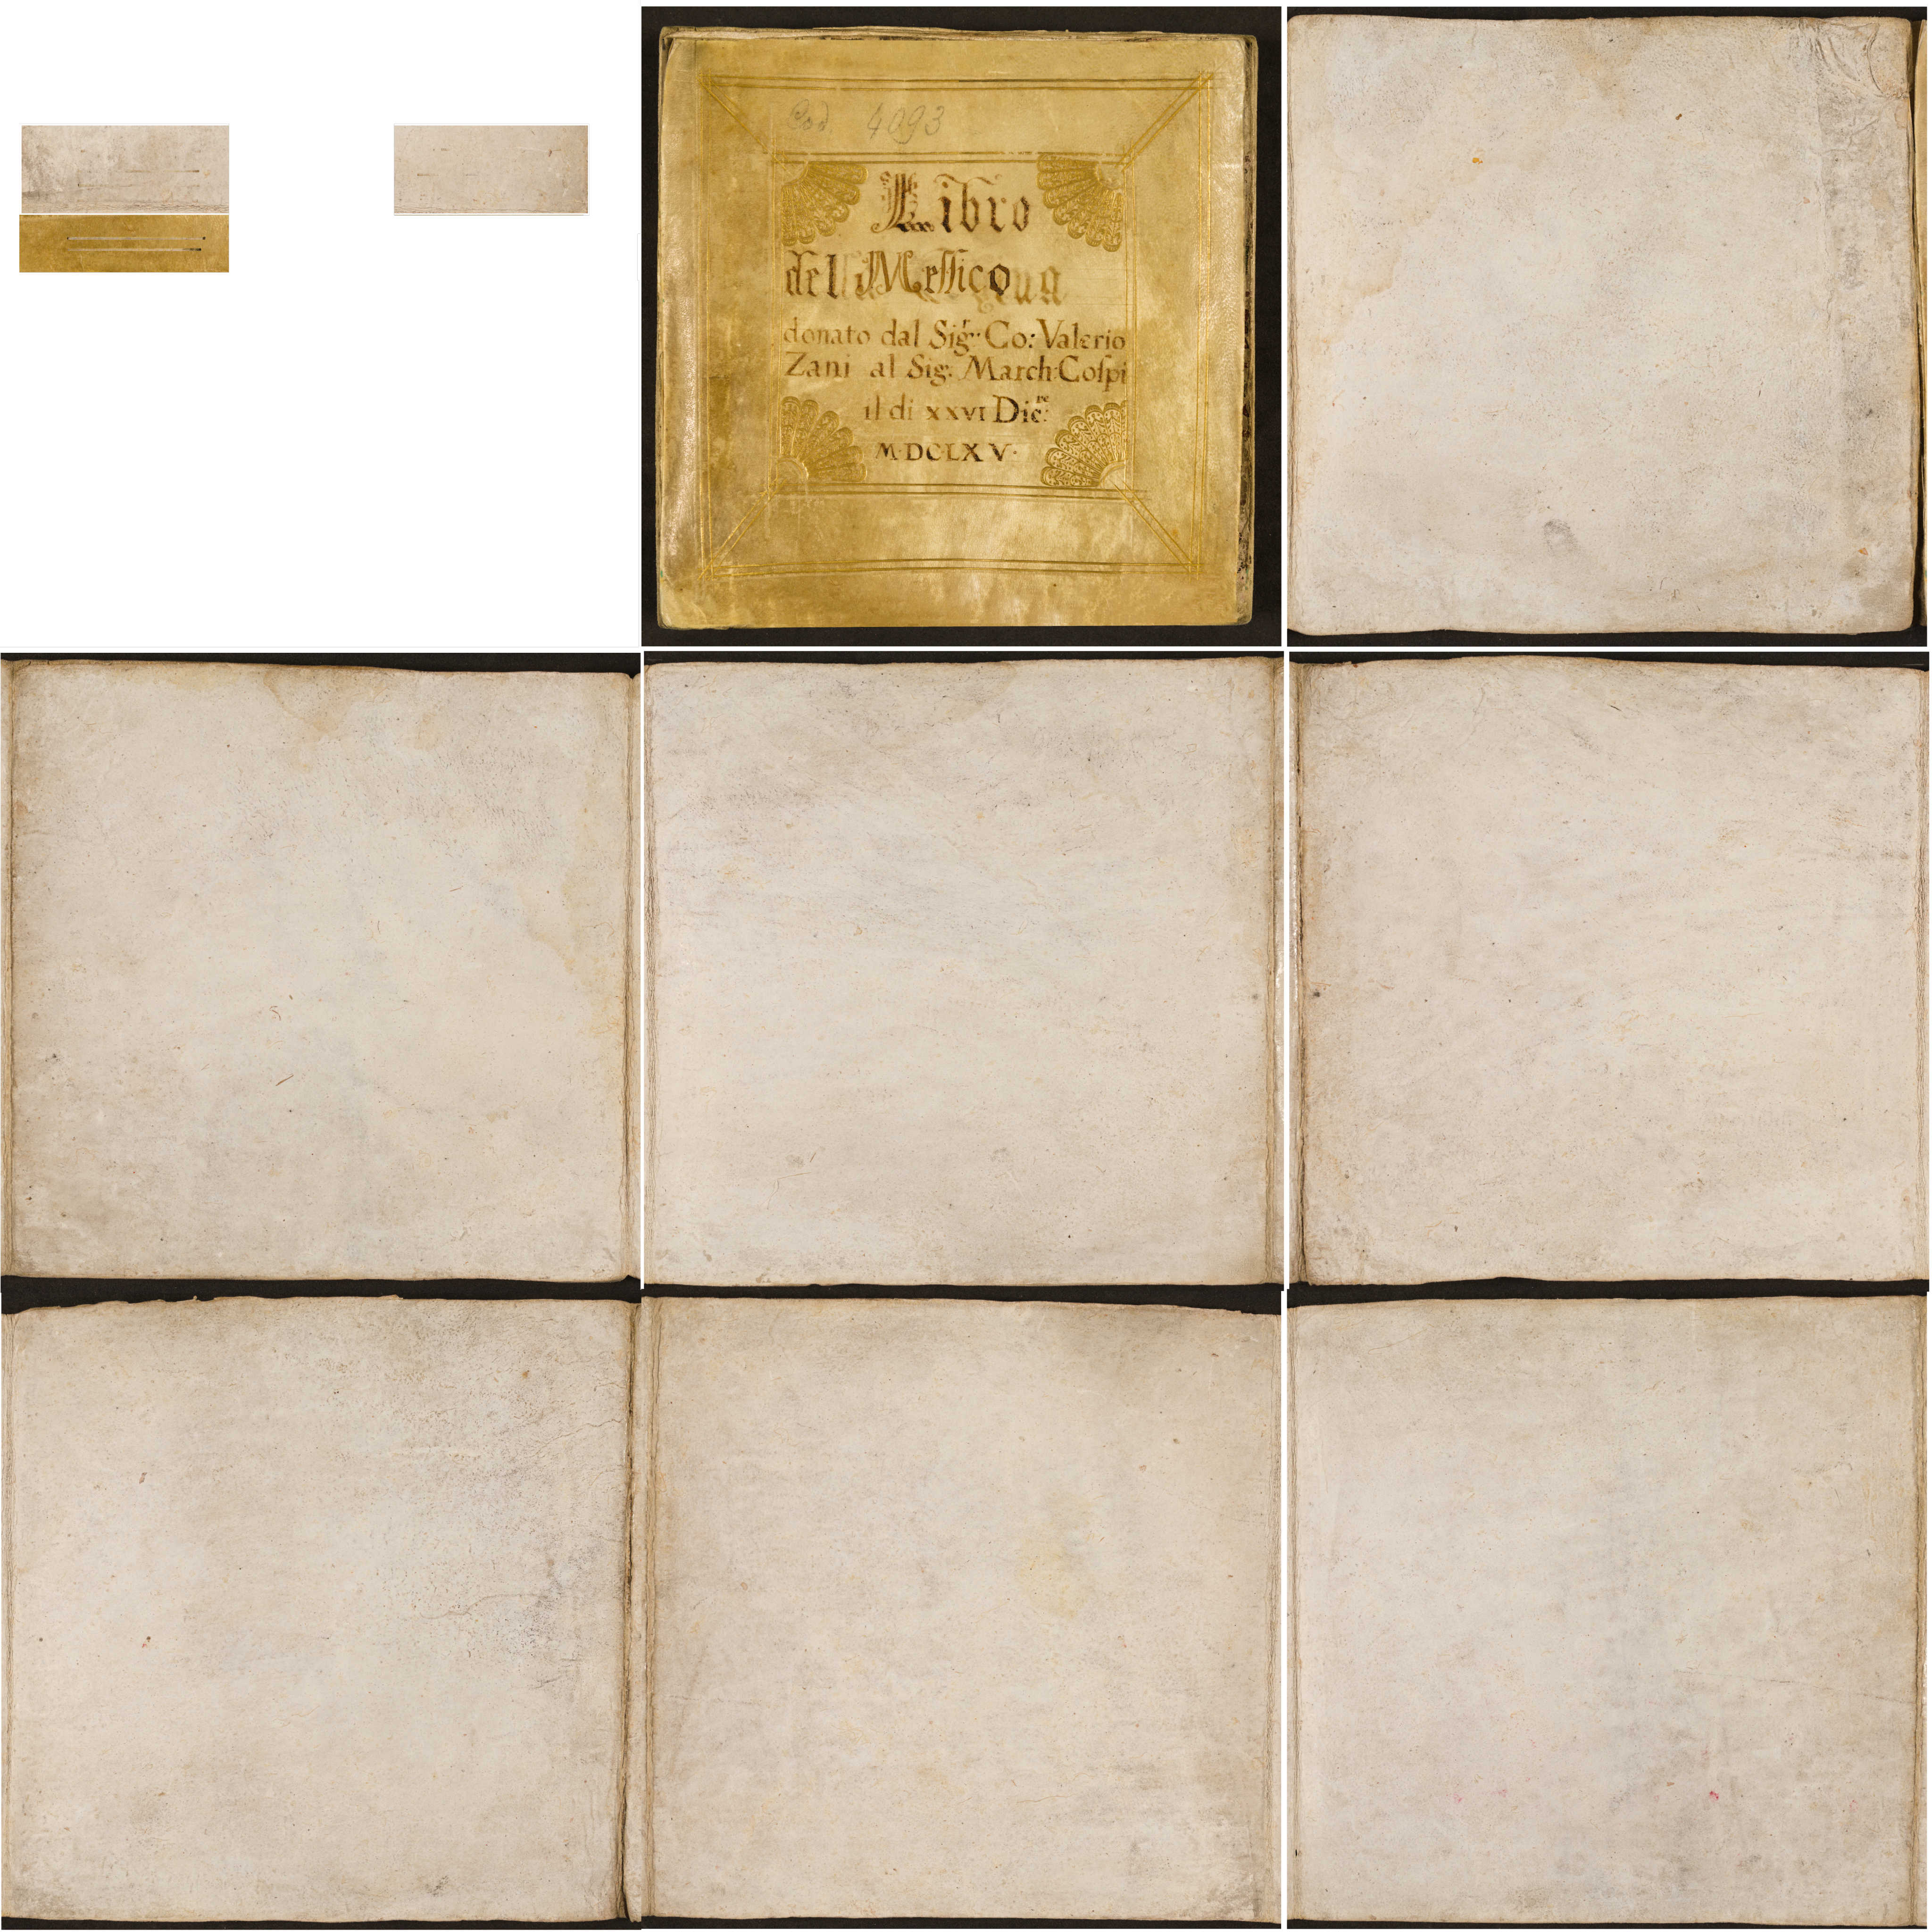 Cod. 4093
Libro
del Messico
donato dal Sig.r Co: Valerio
Zani al Sig: March: Cospi
il di XXVI Dic.re
M·DCLXV·